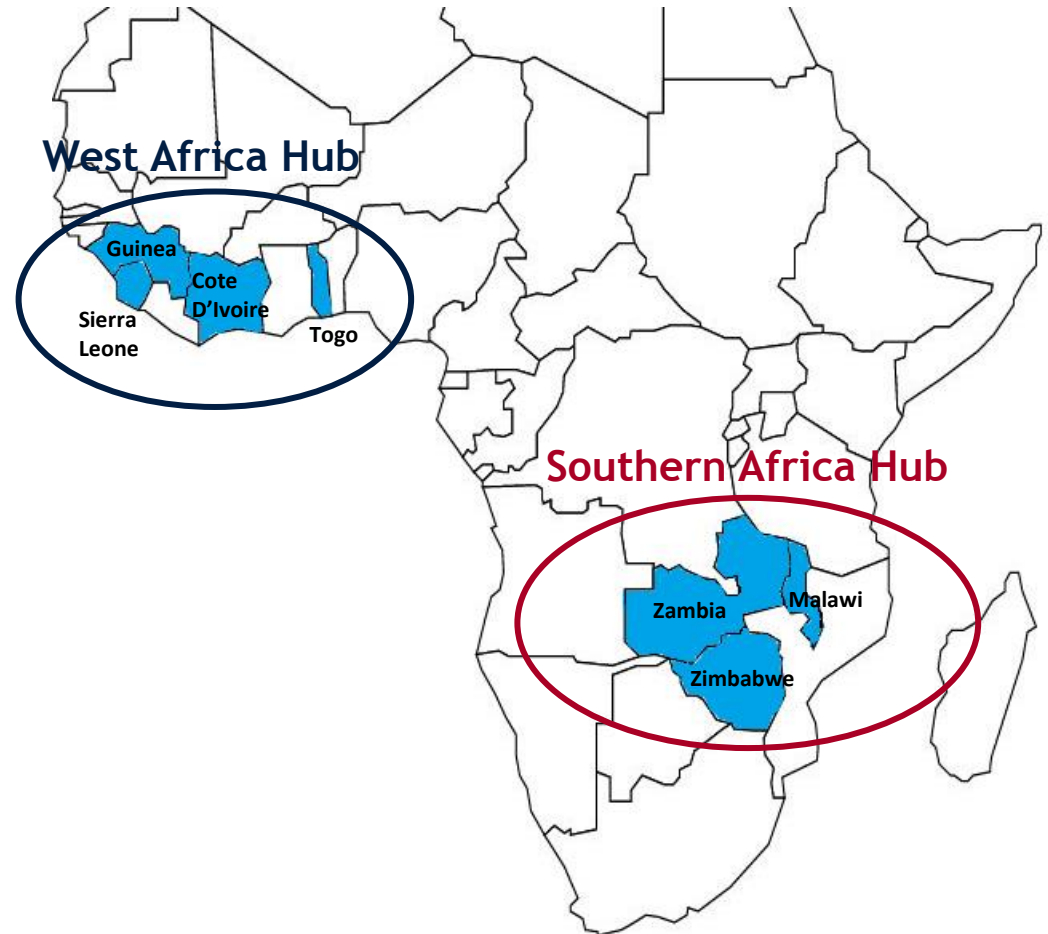 West Africa Hub
Guinea
Cote
D’Ivoire
Sierra
Leone
Togo
Southern Africa Hub
Zambia
Malawi
Zimbabwe